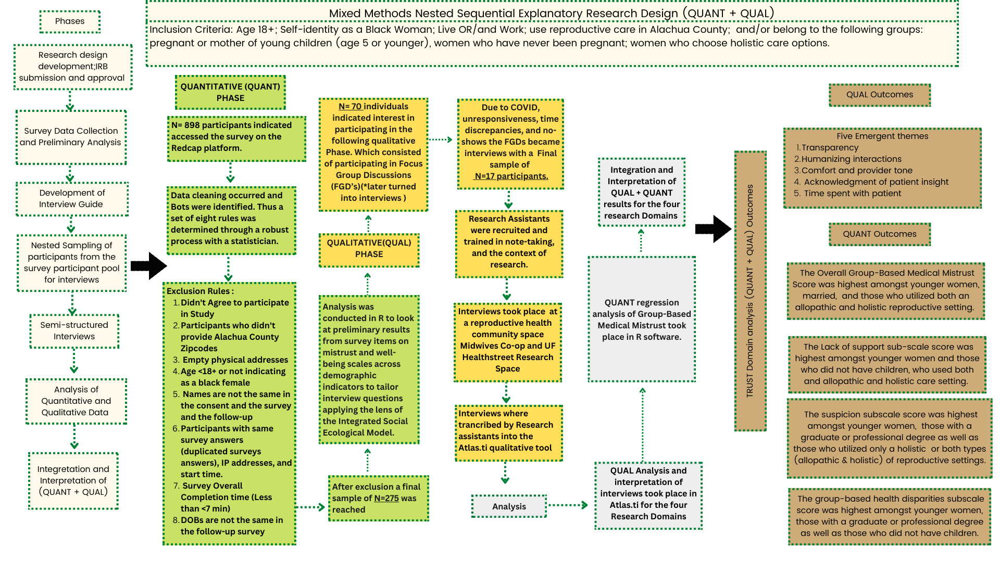 Mixed Methods Nested Sequential Explanatory Research Design (QUANT + QUAL)
Inclusion Criteria: Age 18+; Self-identity as a Black Woman; Live OR/and Work; use reproductive care in Alachua County;  and/or belong to the following groups:
pregnant or mother of young children (age 5 or younger), women who have never been pregnant; women who choose holistic care options.
Phases
Research design
development;IRB
submission and approval
Survey Data Collection
and Preliminary Analysis
Development of
Interview Guide
Nested Sampling of
participants from the
survey participant pool
for interviews
Semi-structured
Interviews
Analysis of
Quantitative and
Qualitative Data
Integretation and
Interpretation of
(QUANT + QUAL)
QUANTITATIVE (QUANT)
PHASE
N= 898 participants indicated
accessed the survey on the
Redcap platform.
Data cleaning occurred and
Bots were identified. Thus a
set of eight rules was
determined through a robust
process with a statistician.
Exclusion Rules :
1. Didn't Agree to participate
in Study
2. Participants who didn't
provide Alachua County
Zipcodes
3. Empty physical addresses
4. Age <18+ or not indicating
as a black female
5. Names are not the same in
the consent and the survey
and the follow-up
6. Participants with same
survey answers
(duplicated surveys
answers), IP addresses, and
start time.
7. Survey Overall
Completion time (Less
than <7 min)
8. DOBs are not the same in
the follow-up survey
After exclusion a final
sample of N=275 was
reached
Analysis was
conducted in R to look
at preliminary results
from survey items on
mistrust and well-
being scales across
demographic
indicators to tailor
interview questions
applying the lens of
the Integrated Social
Ecological Model.
QUALITATIVE(QUAL)
PHASE
N= 70 individuals
indicated interest in
participating in the
following qualitative
Phase. Which consisted
of participating in Focus
Group Discussions
(FGD's)(*later turned
into interviews )
Due to COVID,
unresponsiveness, time
discrepancies, and no-
shows the FGDs became
interviews with a  Final
sample of
N=17 participants.
Research Assistants
were recruited and
trained in note-taking,
and the context of
research.
Interviews took place  at
a reproductive health
community space
Midwives Co-op and UF
Healthstreet Research
Space
Interviews where
trancribed by Research
assistants into the
Atlas.ti qualitative tool
Analysis
QUAL Analysis and
interpretation of
interviews took place in
Atlas.ti for the four
Research Domains
QUANT regression
analysis of Group-Based
Medical Mistrust took
place in R software.
Integration and
Interpretation of
QUAL + QUANT
results for the four
research Domains
TRUST Domain analysis (QUANT + QUAL) Outcomes
QUAL Outcomes
Five Emergent themes
1. Transparency
2. Humanizing interactions
3. Comfort and provider tone
4. Acknowledgment of patient insight
5. Time spent with patient
QUANT Outcomes
The Overall Group-Based Medical Mistrust
Score was highest amongst younger women,
married,  and those who utilized both an
allopathic and holistic reproductive setting.
The Lack of support sub-scale score was
highest amongst younger women and those
who did not have children, who used both
and allopathic and holistic care setting.
The suspicion subscale score was highest
amongst younger women,  those with a
graduate or professional degree as well as
those who utilized only a holistic  or both types
(allopathic & holistic) of reproductive settings.
The group-based health disparities subscale
score was highest amongst younger women,
those with a graduate or professional degree
as well as those who did not have children.